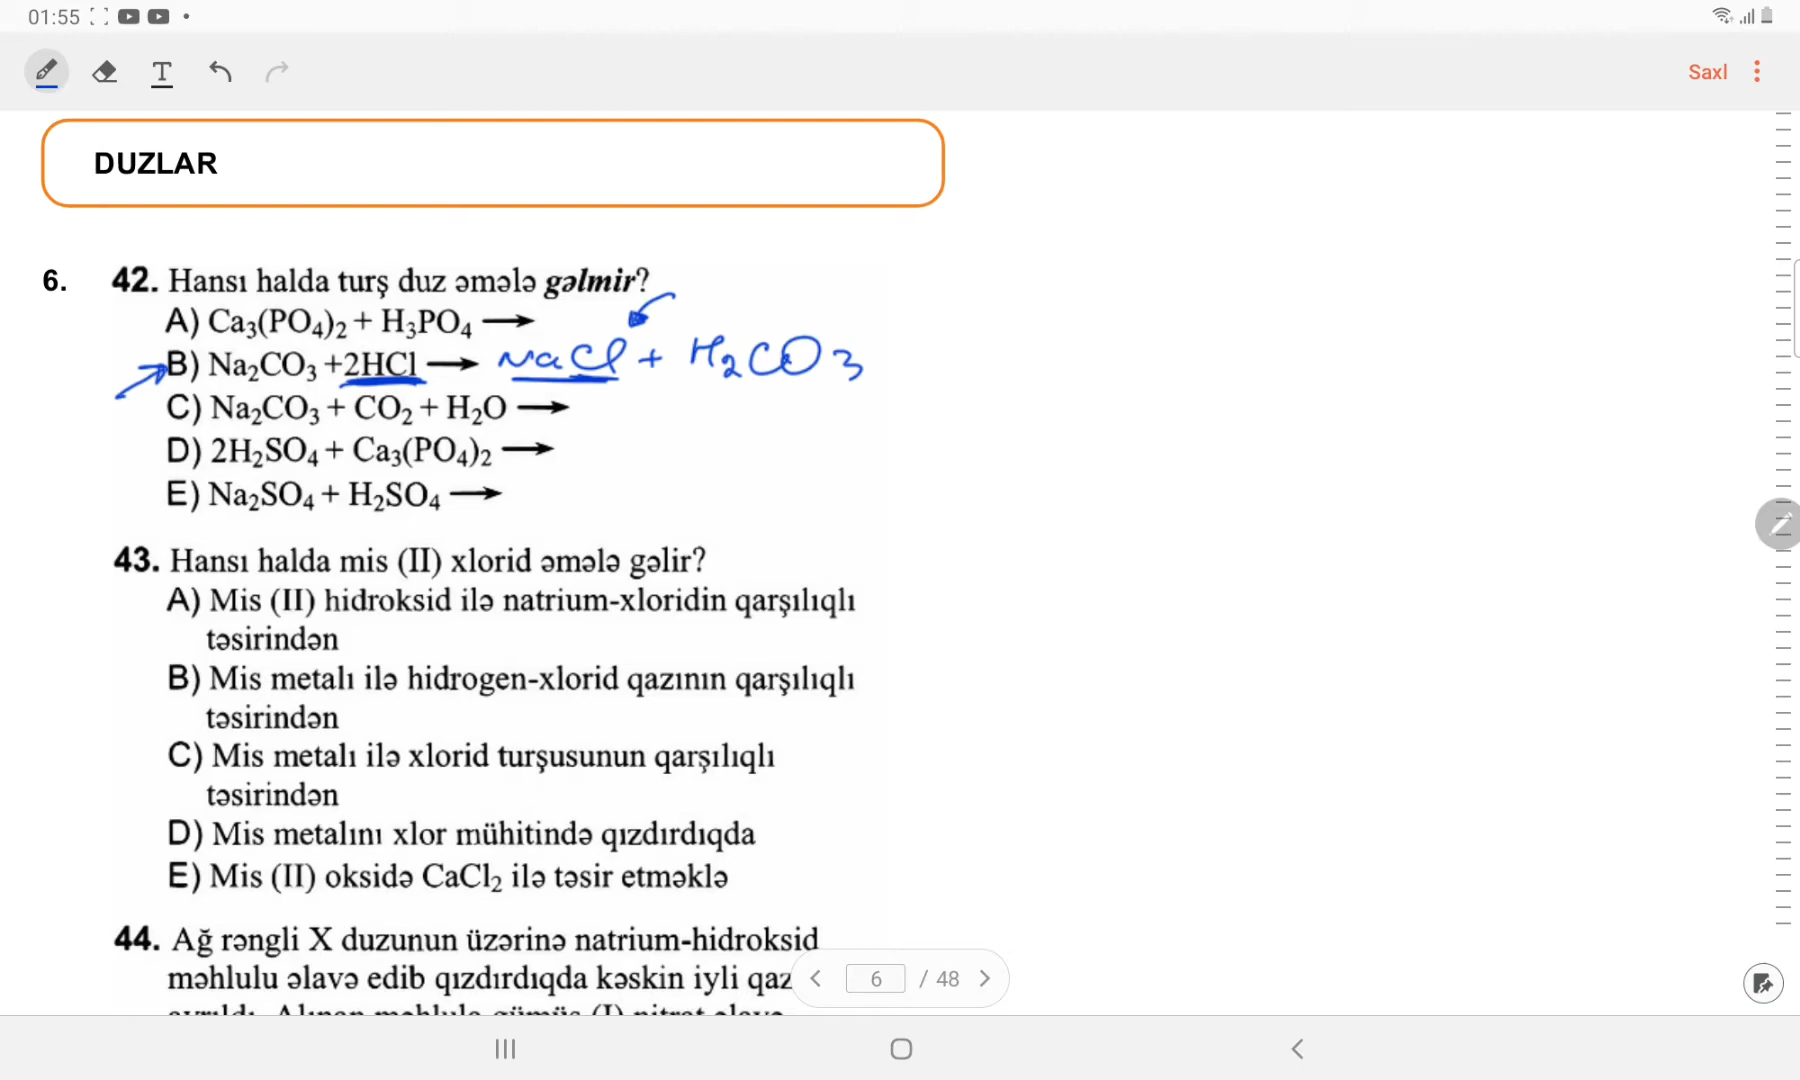 01:55
Saxl
DUZLAR
6. 42. Hansı halda turş duz əmələ gəlmir?
A) Ca₃(PO₄)₂ + H₃PO₄ →
B) Na₂CO₃ +2HCl → NaCl + H₂CO₃
C) Na₂CO₃ + CO₂ + H₂O →
D) 2H₂SO₄ + Ca₃(PO₄)₂ →
E) Na₂SO₄ + H₂SO₄ →
43. Hansı halda mis (II) xlorid əmələ gəlir?
A) Mis (II) hidroksid ilə natrium-xloridin qarşılıqlı
təsirindən
B) Mis metalı ilə hidrogen-xlorid qazının qarşılıqlı
təsirindən
C) Mis metalı ilə xlorid turşusunun qarşılıqlı
təsirindən
D) Mis metalını xlor mühitində qızdırdıqda
E) Mis (II) oksidə CaCl₂ ilə təsir etməklə
44. Ağ rəngli X duzunun üzərinə natrium-hidroksid
məhlulu əlavə edib qızdırdıqda kəskin iyli qaz
6 / 48